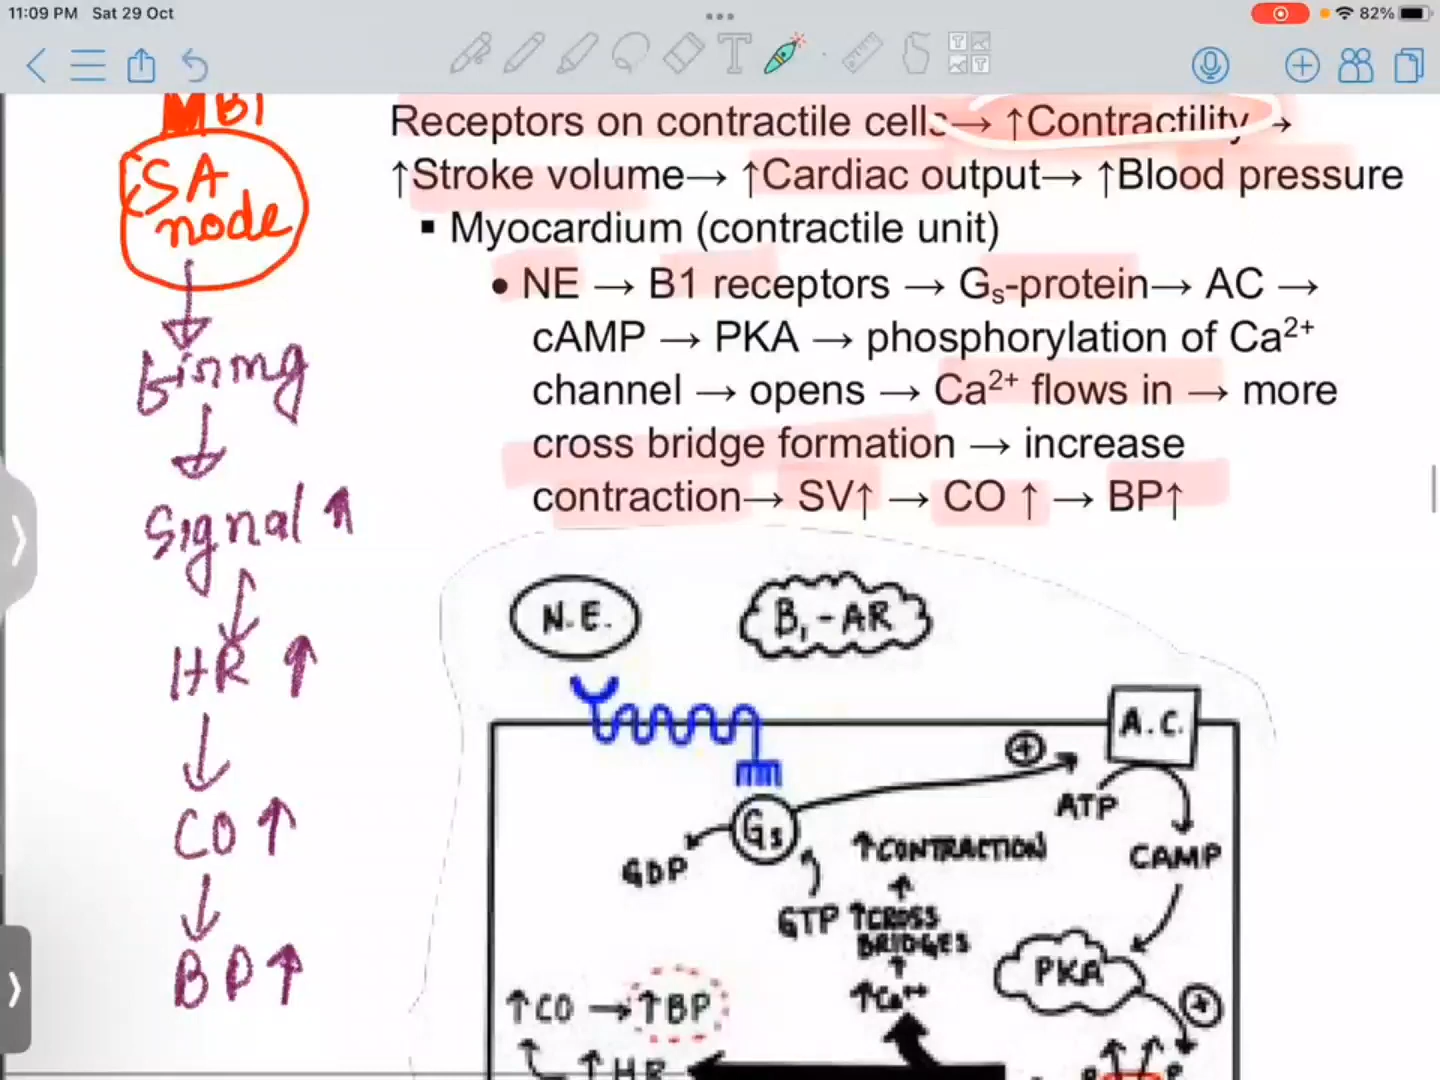 11:09 PM Sat 29 Oct
82%
MB1
SA
node
Firing
Signal ↑
HR ↑
CO ↑
BP ↑
Receptors on contractile cells→ ↑Contractility →
↑Stroke volume→ ↑Cardiac output→ ↑Blood pressure
▪ Myocardium (contractile unit)
• NE → B1 receptors → Gs-protein→ AC →
cAMP → PKA → phosphorylation of Ca²⁺
channel → opens → Ca²⁺ flows in → more
cross bridge formation → increase
contraction→ SV↑ → CO ↑ → BP↑
N.E.
B₁-AR
A.C.
ATP
Gs
GDP
↑CONTRACTION
CAMP
GTP
↑CROSS
BRIDGES
PKA
↑Ca⁺⁺
↑CO → ↑BP
↑HR